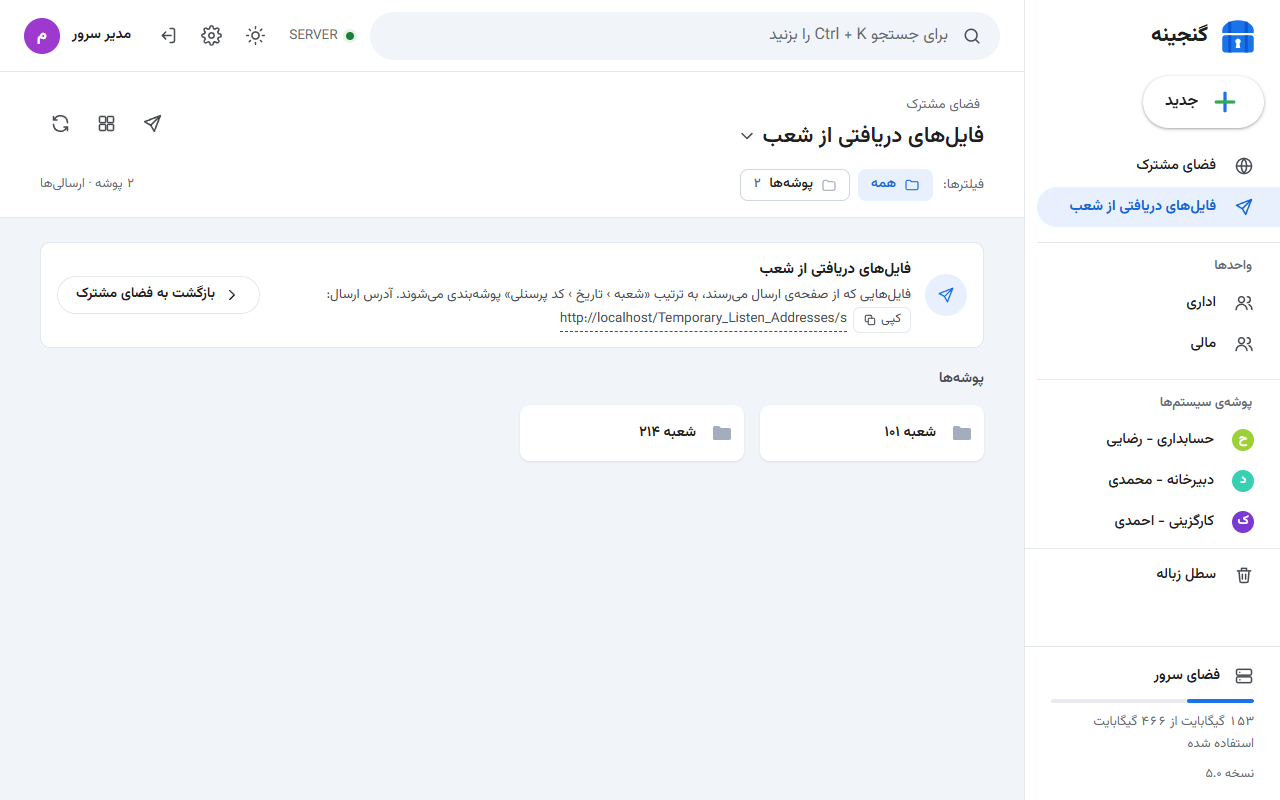 گنجینه
جدید
فضای مشترک
فایل‌های دریافتی از شعب
واحدها
اداری
مالی
پوشه‌ی سیستم‌ها
ح حسابداری - رضایی
د دبیرخانه - محمدی
ک کارگزینی - احمدی
سطل زباله
فضای سرور
۱۵۳ گیگابایت از ۴۶۶ گیگابایت
استفاده شده
نسخه ۵.۰
برای جستجو Ctrl + K را بزنید
SERVER
مدیر سرور
م
فضای مشترک
فایل‌های دریافتی از شعب
فیلترها:
همه
پوشه‌ها ۲
۲ پوشه · ارسالی‌ها
فایل‌های دریافتی از شعب
فایل‌هایی که از صفحه‌ی ارسال می‌رسند، به ترتیب «شعبه › تاریخ › کد پرسنلی» پوشه‌بندی می‌شوند. آدرس ارسال:
کپی http://localhost/Temporary_Listen_Addresses/s
بازگشت به فضای مشترک
پوشه‌ها
شعبه ۱۰۱
شعبه ۲۱۴